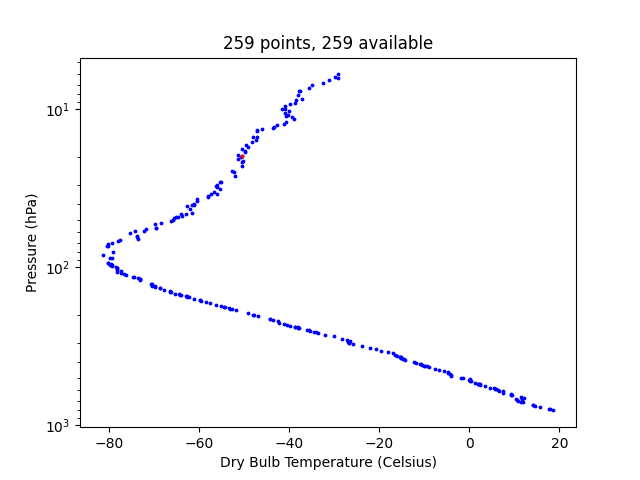 259 points, 259 available
10¹
10²
10³
Pressure (hPa)
−80 −60 −40 −20 0 20
Dry Bulb Temperature (Celsius)